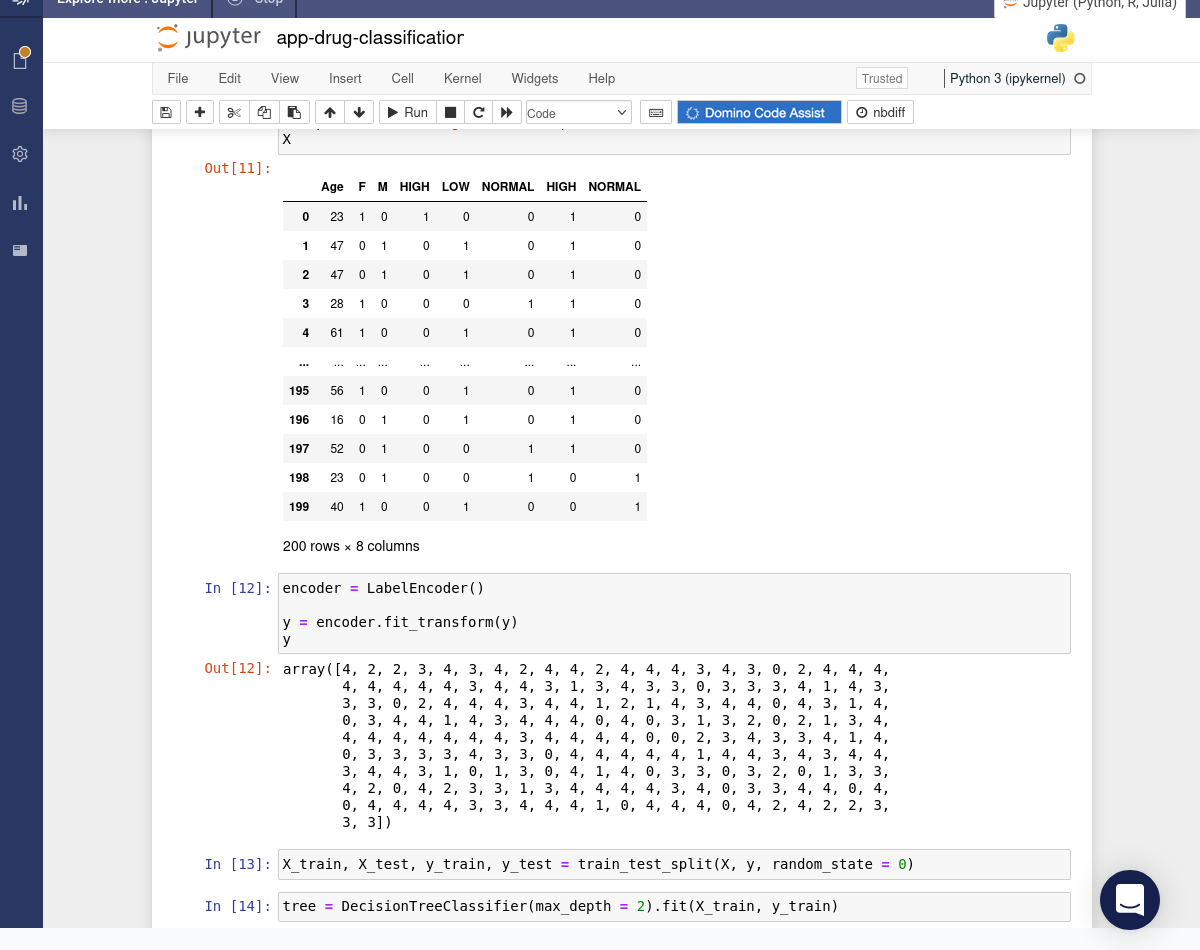 Explore more : Jupyter
Stop
Jupyter (Python, R, Julia)
jupyter app-drug-classification
File Edit View Insert Cell Kernel Widgets Help
Trusted
Python 3 (ipykernel)
Run
Code
Domino Code Assist
nbdiff
X
Out[11]:
Age F M HIGH LOW NORMAL HIGH NORMAL
0 23 1 0 1 0 0 1 0
1 47 0 1 0 1 0 1 0
2 47 0 1 0 1 0 1 0
3 28 1 0 0 0 1 1 0
4 61 1 0 0 1 0 1 0
... ... ... ... ... ... ... ... ...
195 56 1 0 0 1 0 1 0
196 16 0 1 0 1 0 1 0
197 52 0 1 0 0 1 1 0
198 23 0 1 0 0 1 0 1
199 40 1 0 0 1 0 0 1
200 rows × 8 columns
In [12]: encoder = LabelEncoder()
y = encoder.fit_transform(y)
y
Out[12]: array([4, 2, 2, 3, 4, 3, 4, 2, 4, 4, 2, 4, 4, 4, 3, 4, 3, 0, 2, 4, 4, 4,
4, 4, 4, 4, 4, 3, 4, 4, 3, 1, 3, 4, 3, 3, 0, 3, 3, 3, 4, 1, 4, 3,
3, 3, 0, 2, 4, 4, 4, 3, 4, 4, 1, 2, 1, 4, 3, 4, 4, 0, 4, 3, 1, 4,
0, 3, 4, 4, 1, 4, 3, 4, 4, 4, 0, 4, 0, 3, 1, 3, 2, 0, 2, 1, 3, 4,
4, 4, 4, 4, 4, 4, 4, 3, 4, 4, 4, 4, 0, 0, 2, 3, 4, 3, 3, 4, 1, 4,
0, 3, 3, 3, 3, 4, 3, 3, 0, 4, 4, 4, 4, 4, 1, 4, 4, 3, 4, 3, 4, 4,
3, 4, 4, 3, 1, 0, 1, 3, 0, 4, 1, 4, 0, 3, 3, 0, 3, 2, 0, 1, 3, 3,
4, 2, 0, 4, 2, 3, 3, 1, 3, 4, 4, 4, 4, 3, 4, 0, 3, 3, 4, 4, 0, 4,
0, 4, 4, 4, 4, 3, 3, 4, 4, 4, 1, 0, 4, 4, 4, 0, 4, 2, 4, 2, 2, 3,
3, 3])
In [13]: X_train, X_test, y_train, y_test = train_test_split(X, y, random_state = 0)
In [14]: tree = DecisionTreeClassifier(max_depth = 2).fit(X_train, y_train)